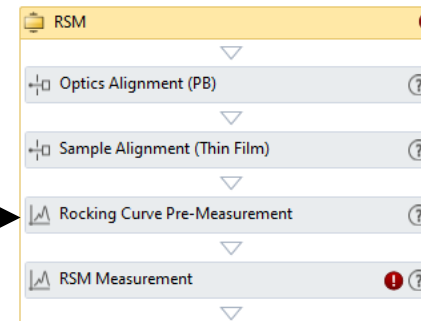 RSM
Optics Alignment (PB)
Sample Alignment (Thin Film)
Rocking Curve Pre-Measurement
RSM Measurement